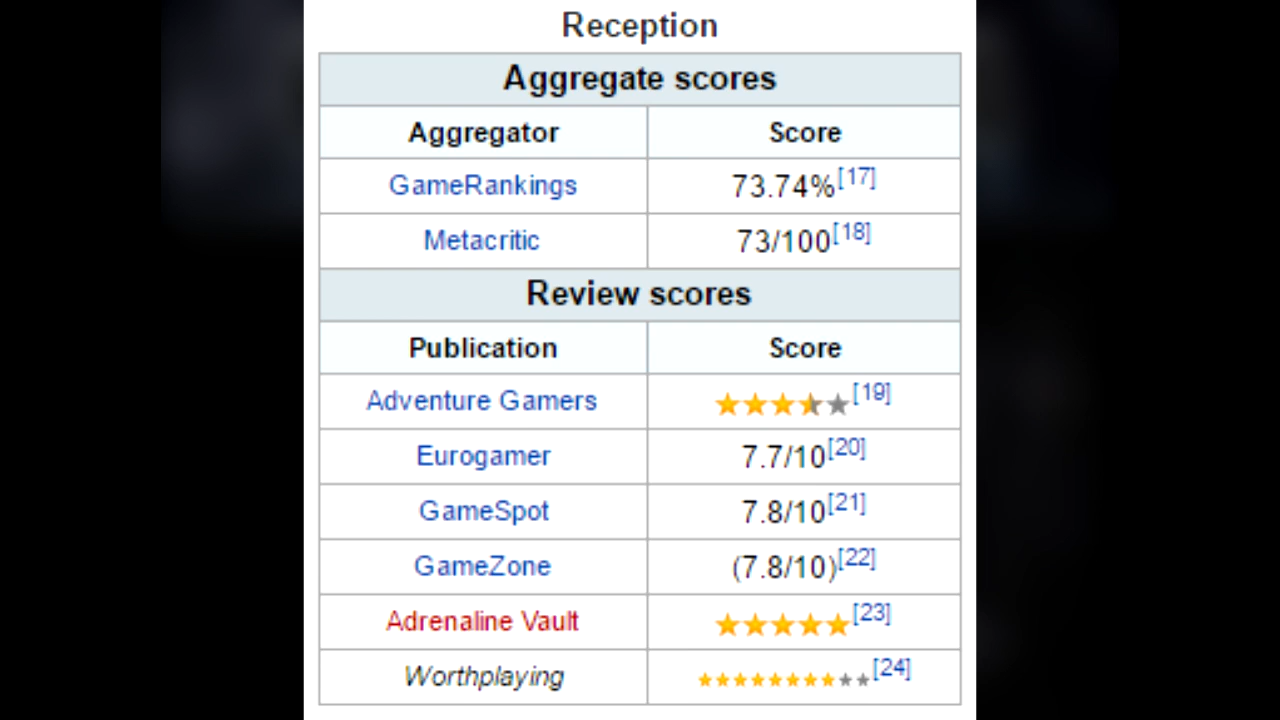 Reception
Aggregate scores
Aggregator Score
GameRankings 73.74%[17]
Metacritic 73/100[18]
Review scores
Publication Score
Adventure Gamers [19]
Eurogamer 7.7/10[20]
GameSpot 7.8/10[21]
GameZone (7.8/10)[22]
Adrenaline Vault [23]
Worthplaying [24]